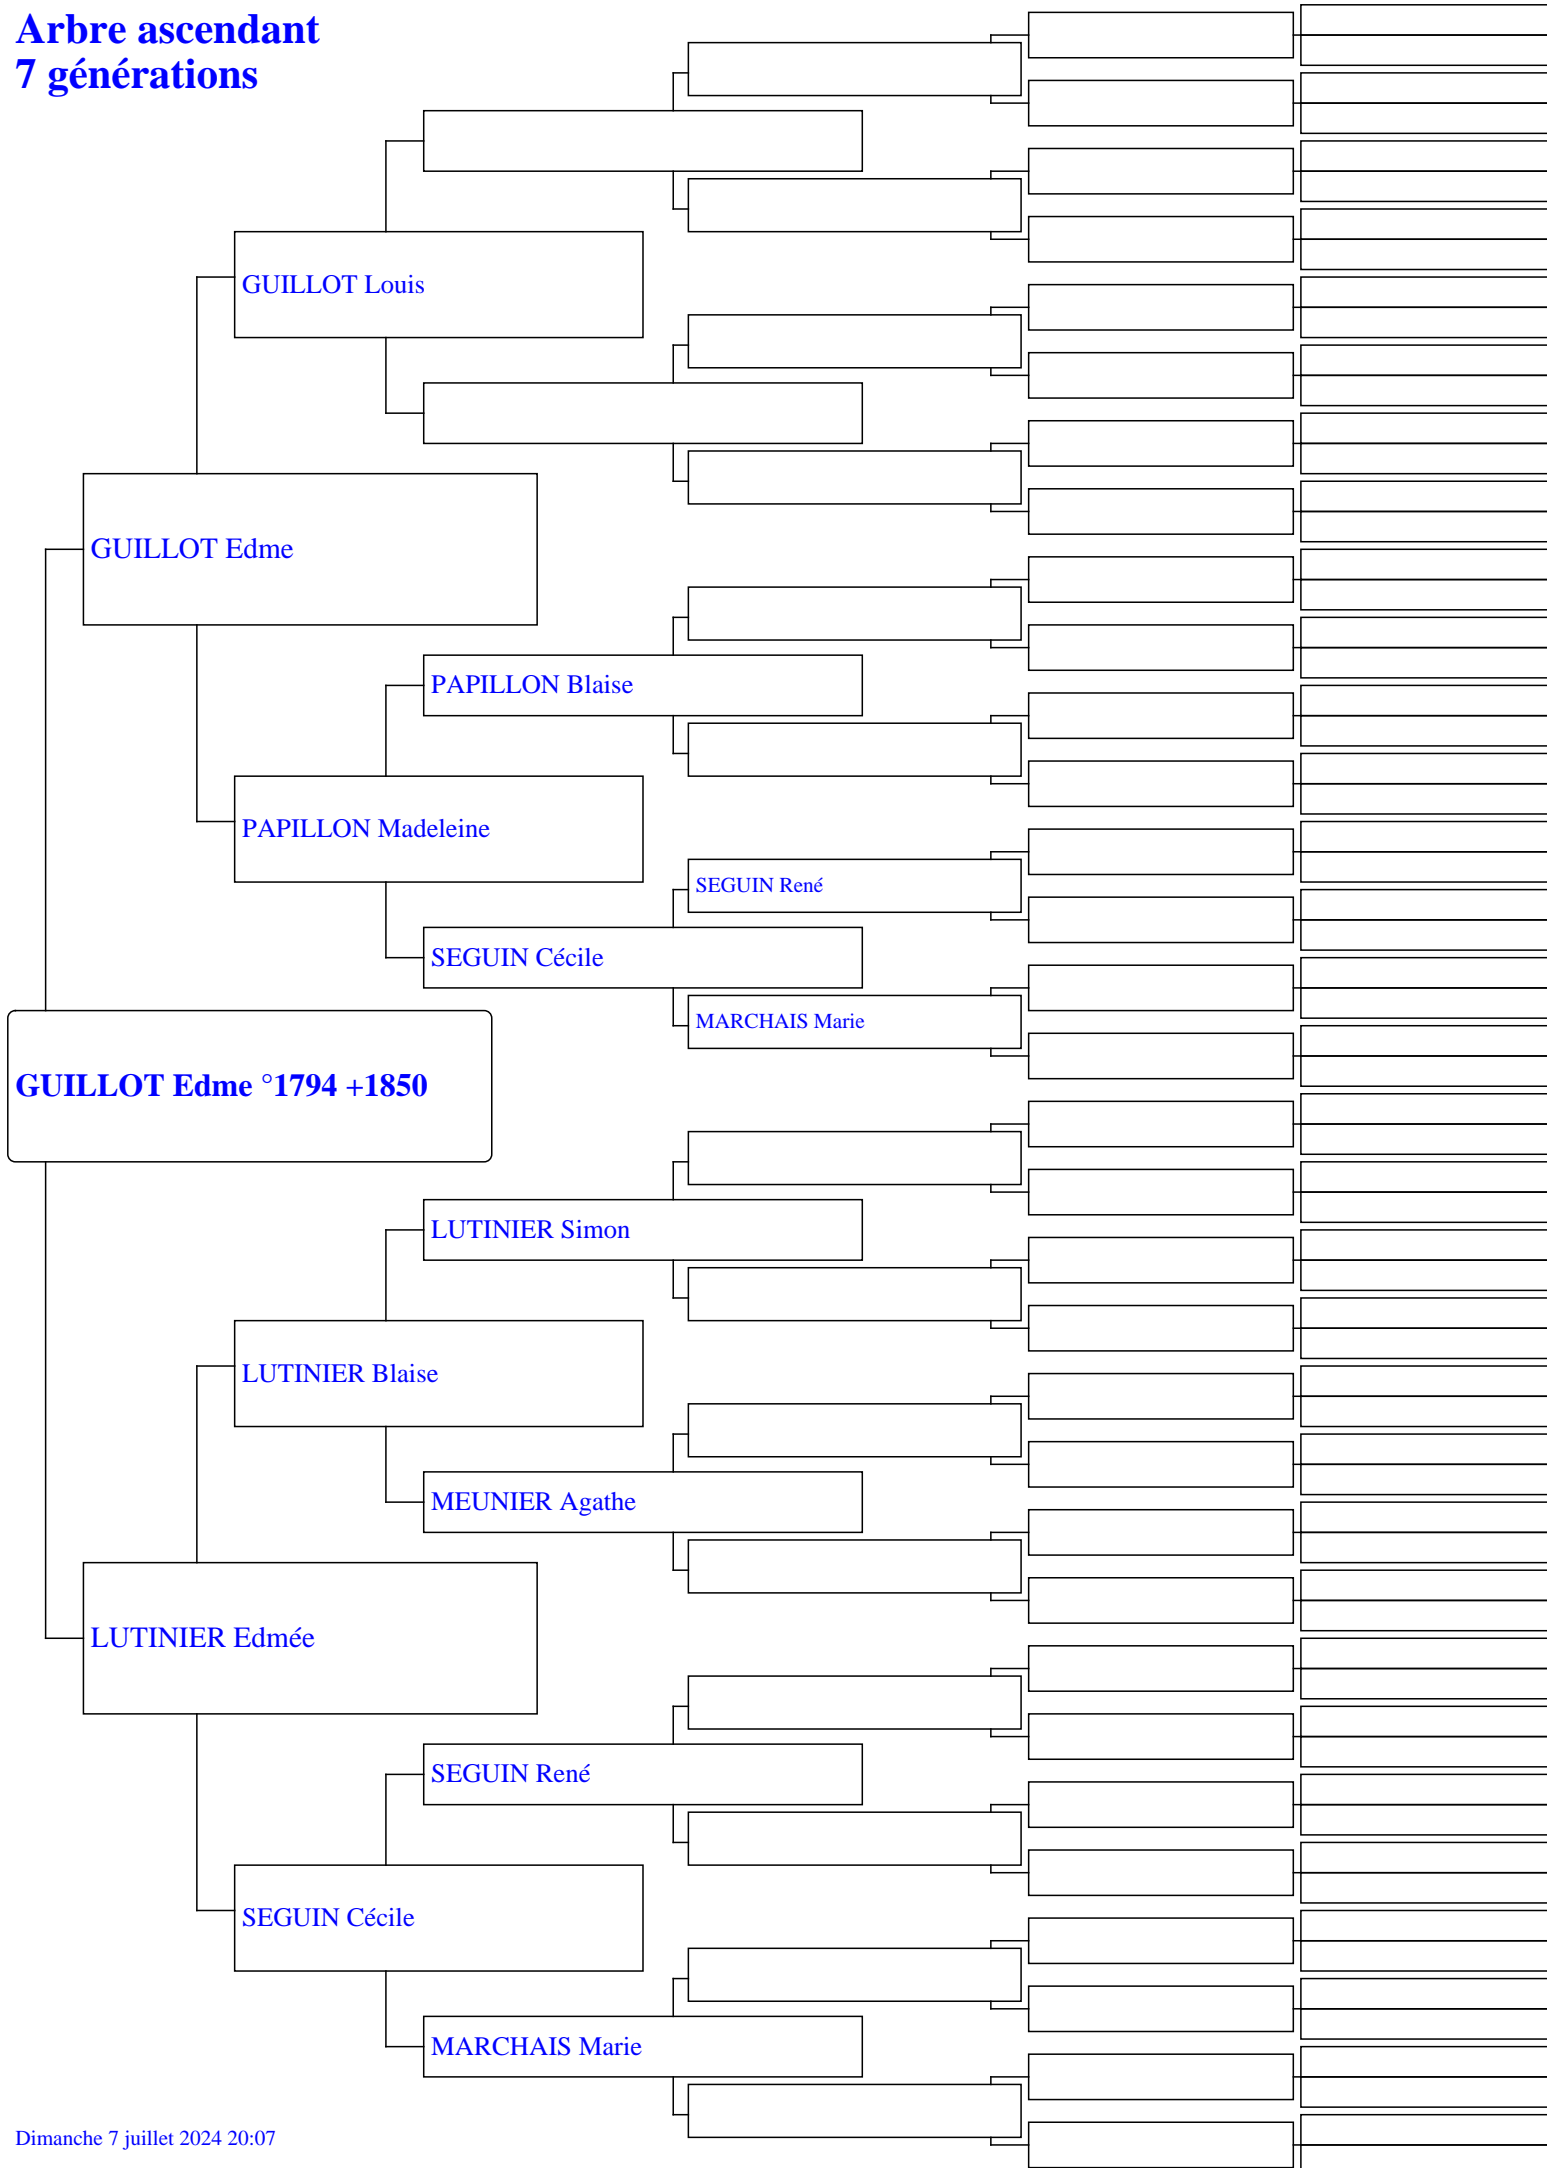 Arbre ascendant
7 générations
GUILLOT Louis
GUILLOT Edme
PAPILLON Blaise
PAPILLON Madeleine
SEGUIN René
SEGUIN Cécile
MARCHAIS Marie
GUILLOT Edme °1794 +1850
LUTINIER Simon
LUTINIER Blaise
MEUNIER Agathe
LUTINIER Edmée
SEGUIN René
SEGUIN Cécile
MARCHAIS Marie
Dimanche 7 juillet 2024 20:07